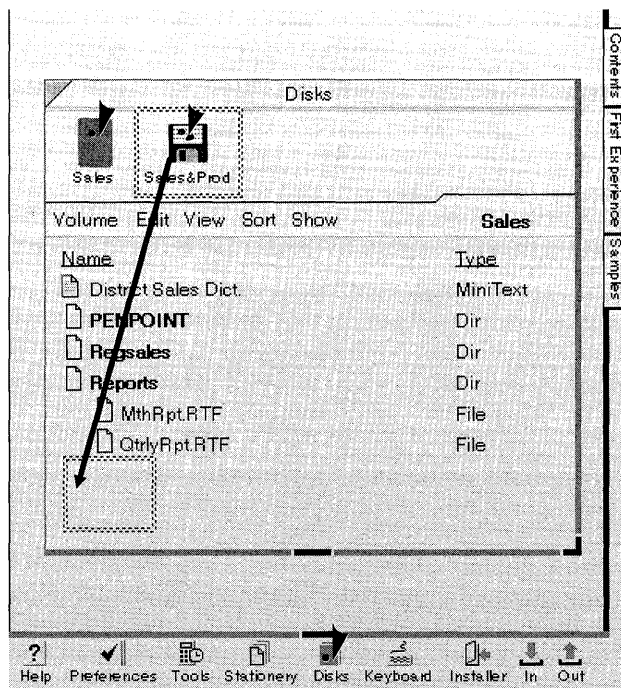 Disks
Sales Sales&Prod
Volume Edit View Sort Show Sales
Name Type
District Sales Dict. MiniText
PENPOINT Dir
Regsales Dir
Reports Dir
MthRpt.RTF File
QtrlyRpt.RTF File
Contents
First Experience
Samples
?
Help Preferences Tools Stationery Disks Keyboard Installer In Out